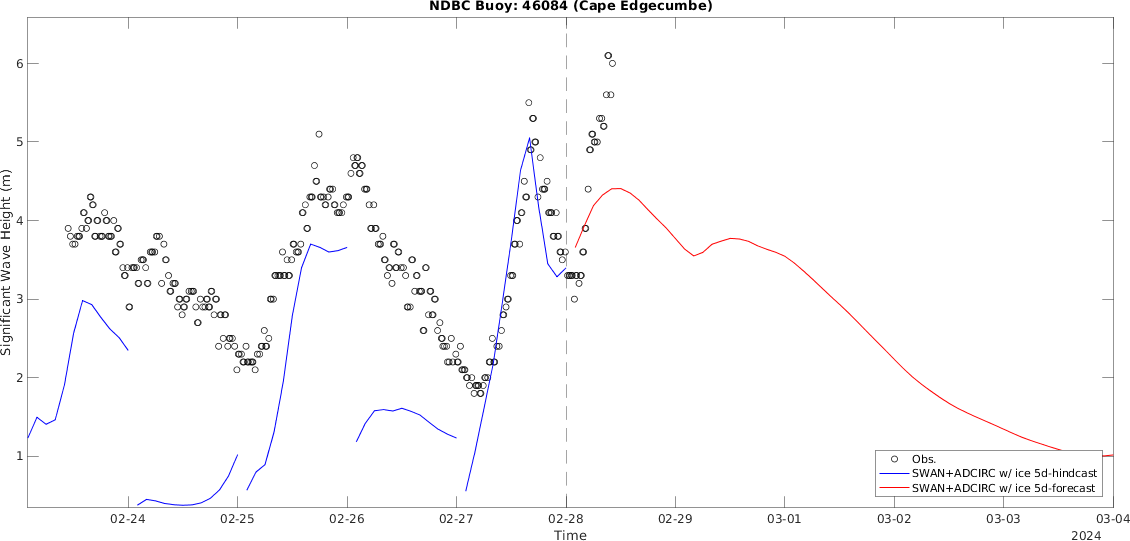 NDBC Buoy: 46084 (Cape Edgecumbe)
Significant Wave Height (m)
6
5
4
3
2
1
Obs.
SWAN+ADCIRC w/ ice 5d-hindcast
SWAN+ADCIRC w/ ice 5d-forecast
02-24 02-25 02-26 02-27 02-28 02-29 03-01 03-02 03-03 03-04
Time
2024